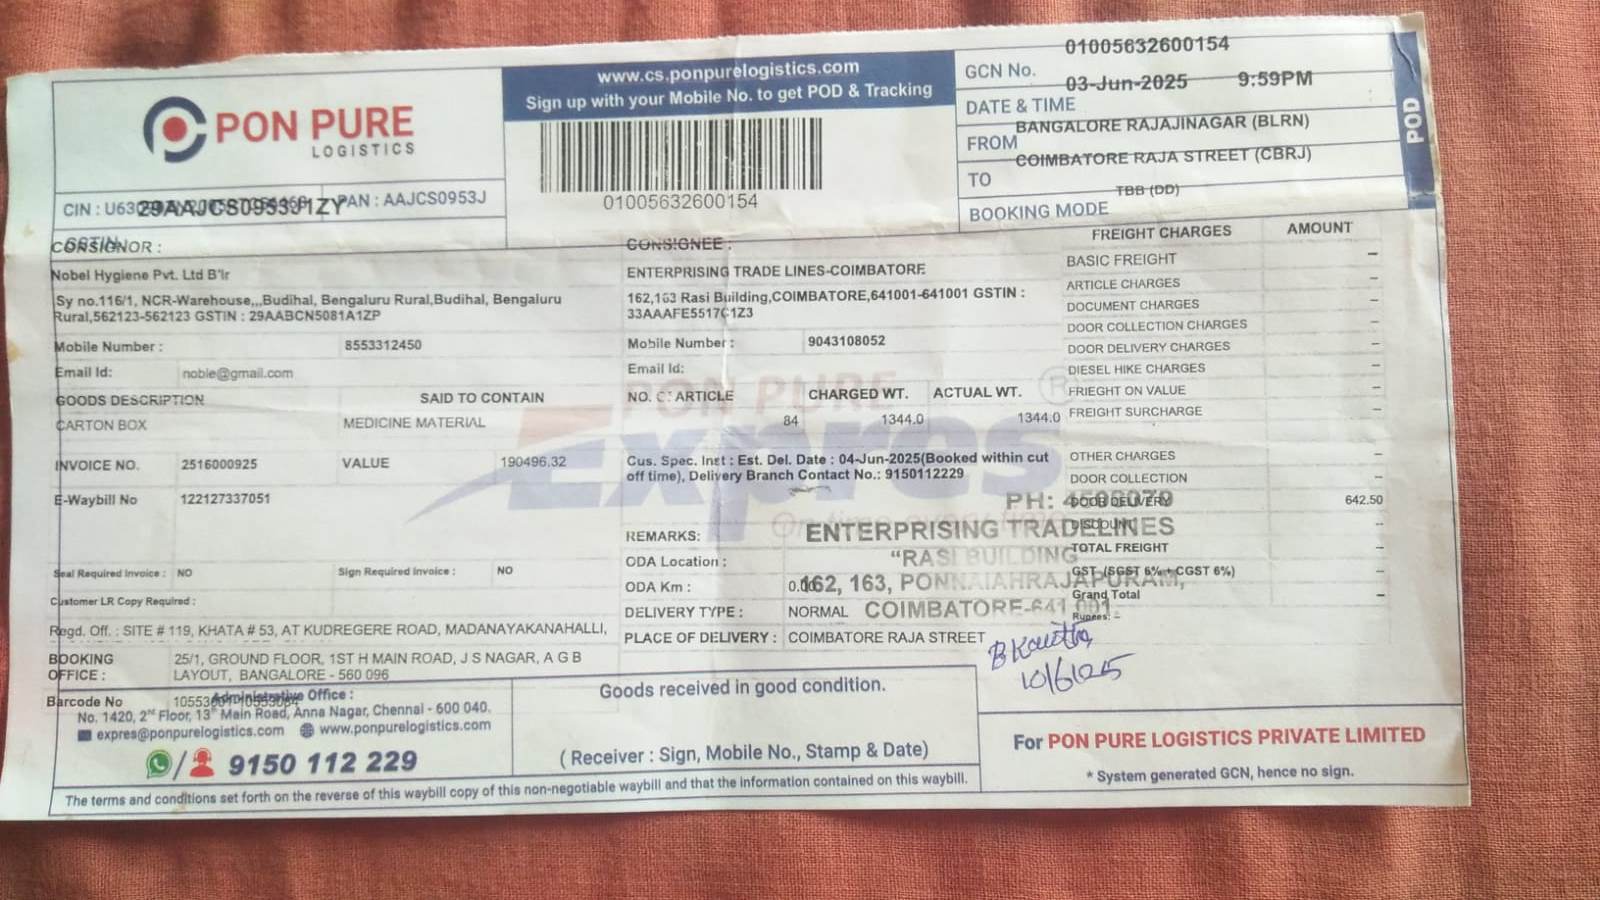 PON PURE
LOGISTICS
www.cs.ponpurelogistics.com
Sign up with your Mobile No. to get POD & Tracking
01005632600154
GCN No. 01005632600154
DATE & TIME 03-Jun-2025 9:59PM
FROM BANGALORE RAJAJINAGAR (BLRN)
TO COIMBATORE RAJA STREET (CBRJ)
BOOKING MODE TBB (DD)
POD
CIN : PAN : AAJCS0953J
GSTIN 29AAJCS0953J1ZY
CONSIGNOR :
Nobel Hygiene Pvt. Ltd B'lr
Sy no.116/1, NCR-Warehouse,,,Budihal, Bengaluru Rural,Budihal, Bengaluru
Rural,562123-562123 GSTIN : 29AABCN5081A1ZP
Mobile Number : 8553312450
Email Id: noble@gmail.com
GOODS DESCRIPTION SAID TO CONTAIN
CARTON BOX MEDICINE MATERIAL
INVOICE NO. 2516000925 VALUE 190496.32
E-Waybill No 122127337051
Seal Required Invoice : NO Sign Required Invoice : NO
Customer LR Copy Required :
Regd. Off. : SITE # 119, KHATA # 53, AT KUDREGERE ROAD, MADANAYAKANAHALLI,
BOOKING OFFICE : 25/1, GROUND FLOOR, 1ST H MAIN ROAD, J S NAGAR, A G B
LAYOUT, BANGALORE - 560 096
Barcode No
Administrative Office :
No. 1420, 2nd Floor, 13th Main Road, Anna Nagar, Chennai - 600 040.
expres@ponpurelogistics.com www.ponpurelogistics.com
9150 112 229
CONSIGNEE :
ENTERPRISING TRADE LINES-COIMBATORE
162,163 Rasi Building,COIMBATORE,641001-641001 GSTIN :
33AAAFE5517C1Z3
Mobile Number : 9043108052
Email Id:
NO. OF ARTICLE CHARGED WT. ACTUAL WT.
84 1344.0 1344.0
PON PURE
Expres
Cus. Spec. Inst : Est. Del. Date : 04-Jun-2025(Booked within cut
off time), Delivery Branch Contact No.: 9150112229
REMARKS:
ODA Location :
ODA Km :
DELIVERY TYPE : NORMAL
PLACE OF DELIVERY : COIMBATORE RAJA STREET
PH:
ENTERPRISING TRADELINES
"RASI BUILDING
162, 163, PONNAIAHRAJAPURAM,
COIMBATORE-641 001.
10/6/25
FREIGHT CHARGES AMOUNT
BASIC FREIGHT –
ARTICLE CHARGES –
DOCUMENT CHARGES –
DOOR COLLECTION CHARGES –
DOOR DELIVERY CHARGES –
DIESEL HIKE CHARGES –
FRIEGHT ON VALUE –
FREIGHT SURCHARGE –
OTHER CHARGES –
DOOR COLLECTION –
DOOR DELIVERY 642.50
DISCOUNT –
TOTAL FREIGHT –
GST (SGST 6% + CGST 6%) –
Grand Total –
Rupees: –
Goods received in good condition.
( Receiver : Sign, Mobile No., Stamp & Date)
For PON PURE LOGISTICS PRIVATE LIMITED
* System generated GCN, hence no sign.
The terms and conditions set forth on the reverse of this waybill copy of this non-negotiable waybill and that the information contained on this waybill.